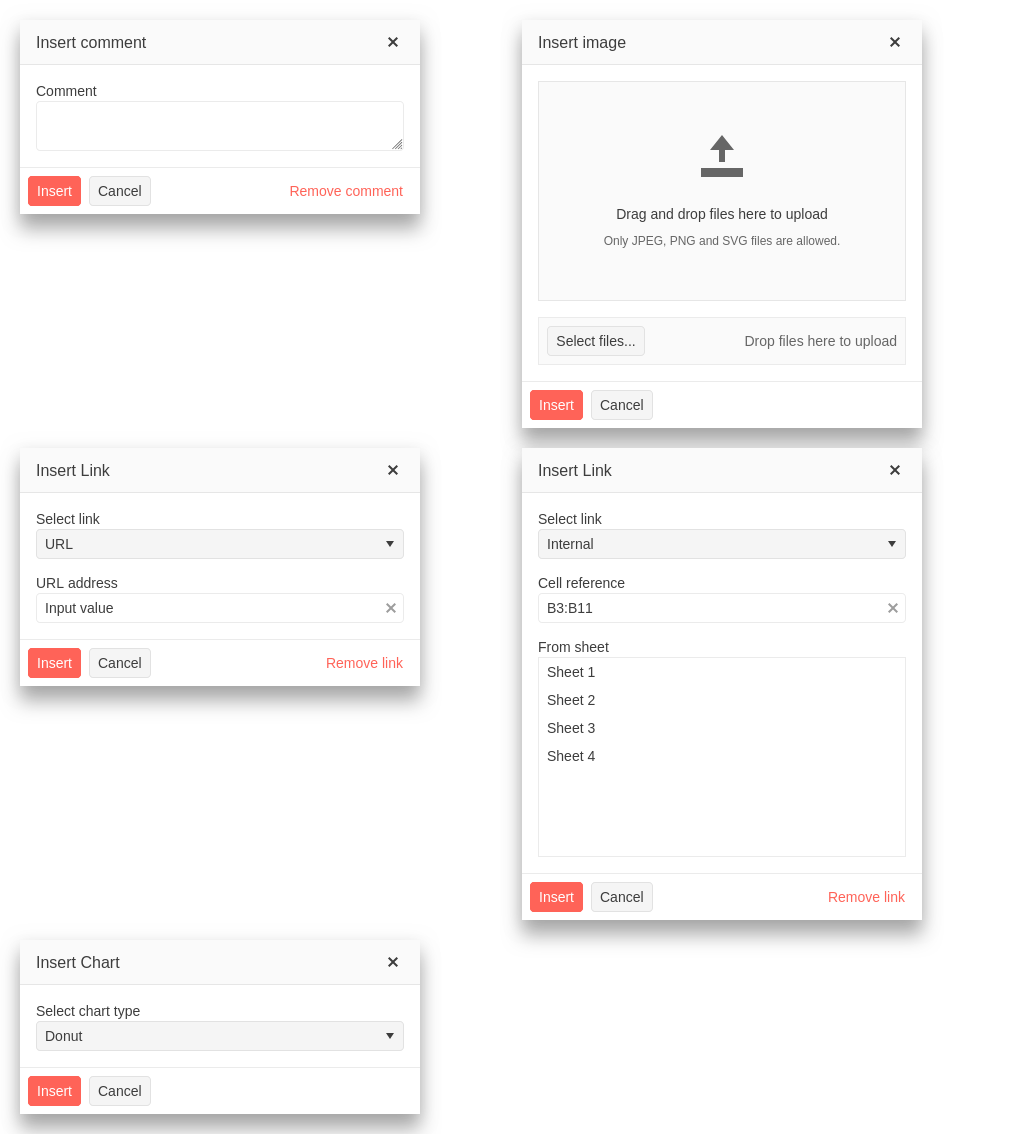 Insert comment
Comment
Insert
Cancel
Remove comment
Insert image
Drag and drop files here to upload
Only JPEG, PNG and SVG files are allowed.
Select files...
Drop files here to upload
Insert
Cancel
Insert Link
Select link
URL
URL address
Input value
Insert
Cancel
Remove link
Insert Link
Select link
Internal
Cell reference
B3:B11
From sheet
Sheet 1
Sheet 2
Sheet 3
Sheet 4
Insert
Cancel
Remove link
Insert Chart
Select chart type
Donut
Insert
Cancel